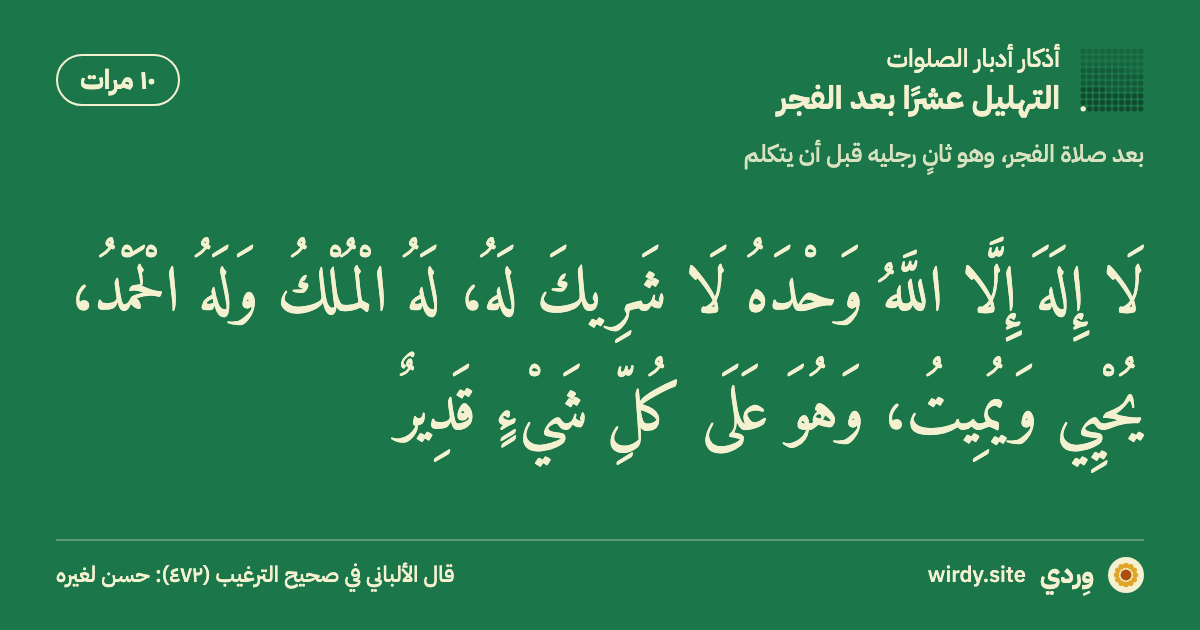 أذكار أدبار الصلوات
التهليل عشرًا بعد الفجر
١٠ مرات
بعد صلاة الفجر، وهو ثانٍ رجليه قبل أن يتكلم
لَا إِلَهَ إِلَّا اللَّهُ وَحْدَهُ لَا شَرِيكَ لَهُ، لَهُ الْمُلْكُ وَلَهُ الْحَمْدُ،
يُحْيِي وَيُمِيتُ، وَهُوَ عَلَى كُلِّ شَيْءٍ قَدِيرٌ
وِردي wirdy.site
قال الألباني في صحيح الترغيب (٤٧٢): حسن لغيره